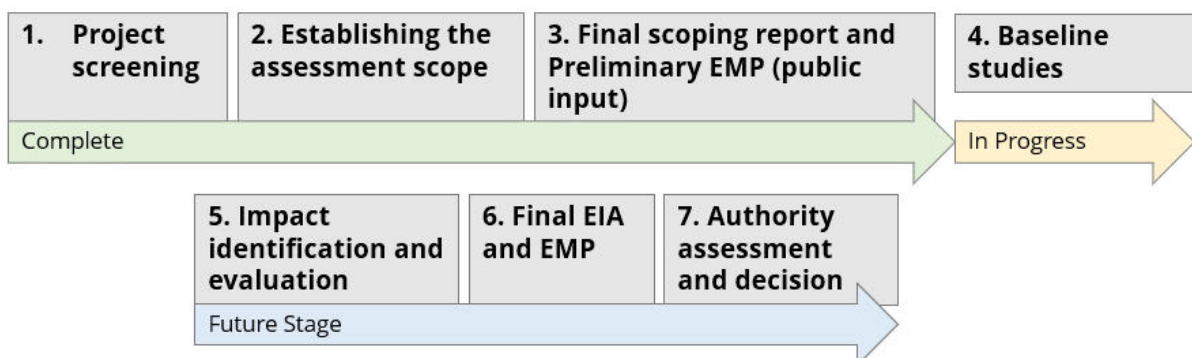 1. Project
screening
2. Establishing the
assessment scope
3. Final scoping report and
Preliminary EMP (public
input)
4. Baseline
studies
Complete
In Progress
5. Impact
identification and
evaluation
6. Final EIA
and EMP
7. Authority
assessment
and decision
Future Stage